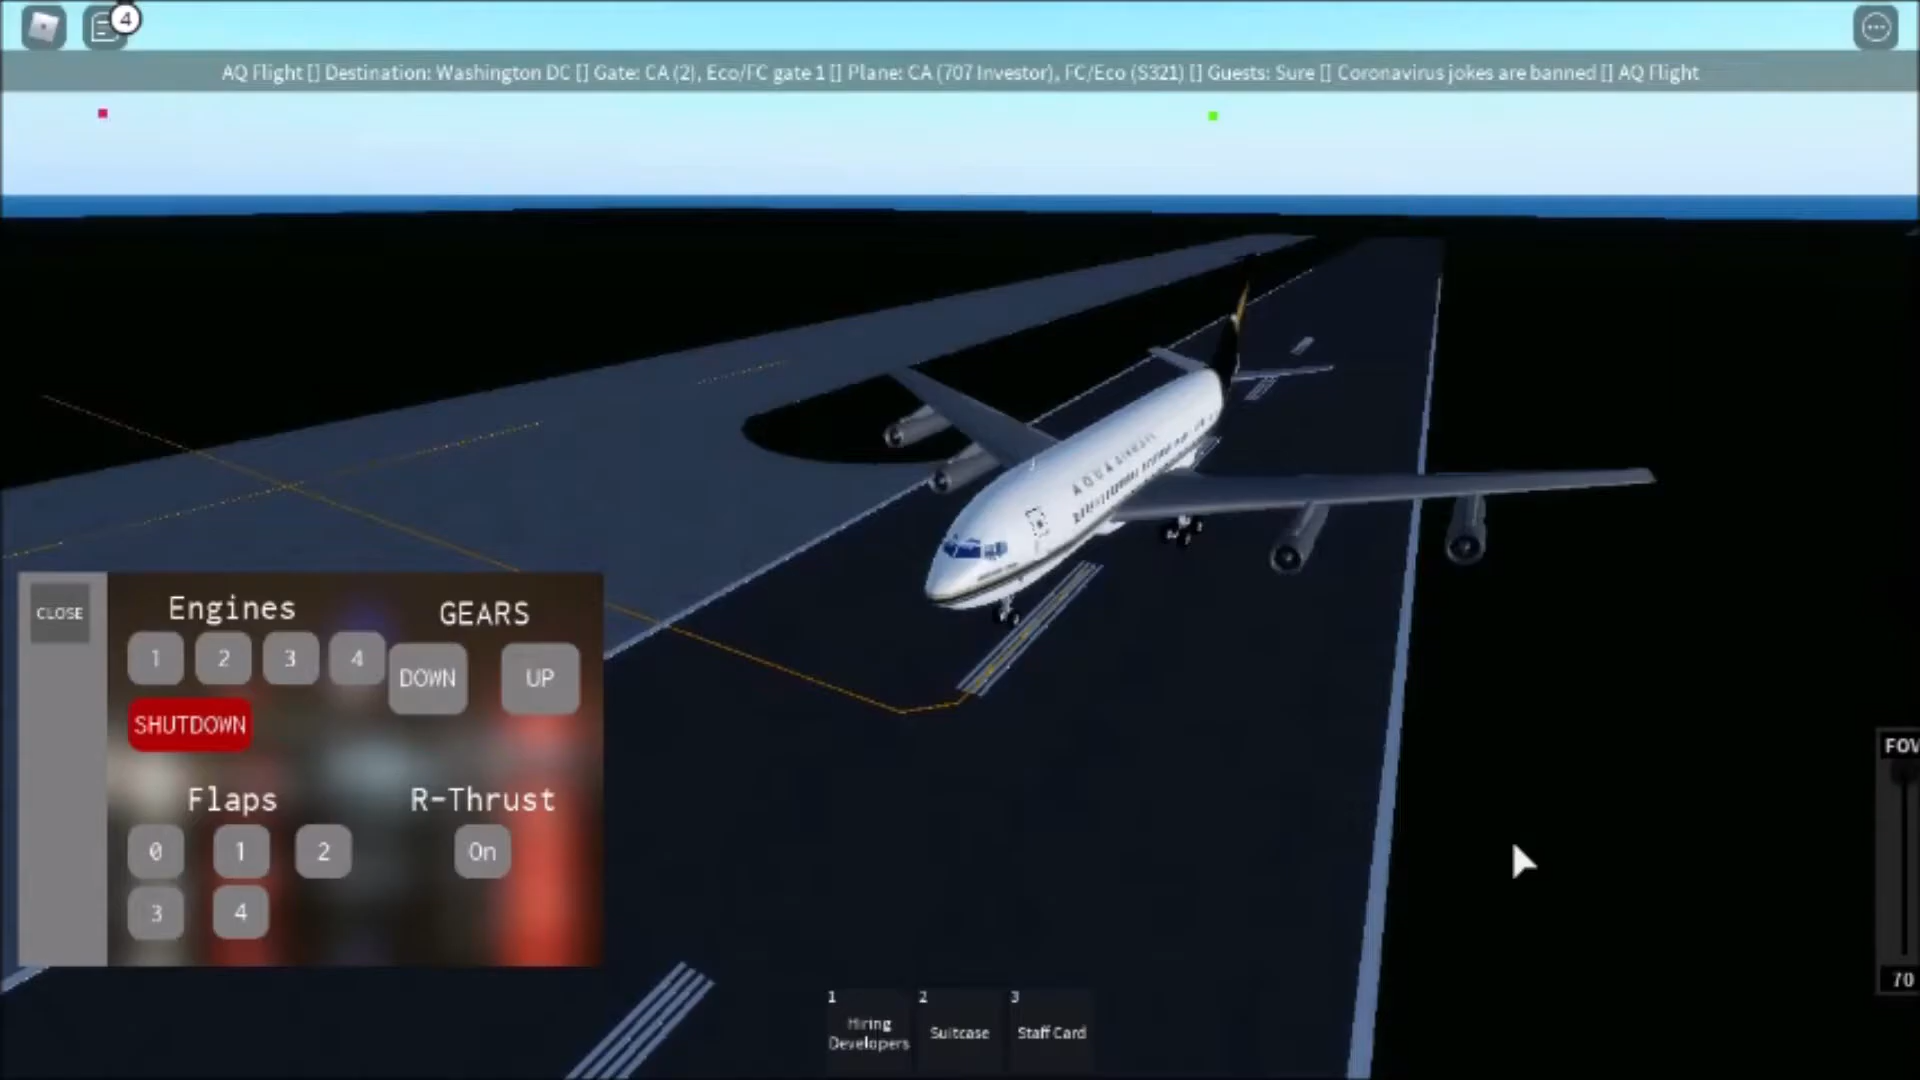 4
AQ Flight [] Destination: Washington DC [] Gate: CA (2), Eco/FC gate 1 [] Plane: CA (707 Investor), FC/Eco (S321) [] Guests: Sure [] Coronavirus jokes are banned [] AQ Flight
AQUA AIRWAYS
CLOSE
Engines
GEARS
1 2 3 4
DOWN UP
SHUTDOWN
Flaps
R-Thrust
0 1 2
On
3 4
FOV
70
1 2 3
Hiring Developers
Suitcase
Staff Card